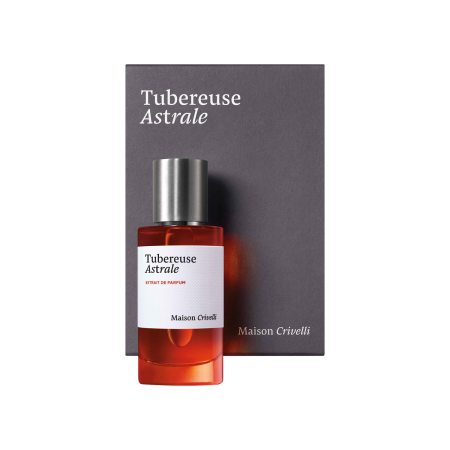 Tubereuse
Astrale
Maison Crivelli
Tubereuse
Astrale
EXTRAIT DE PARFUM
Maison Crivelli